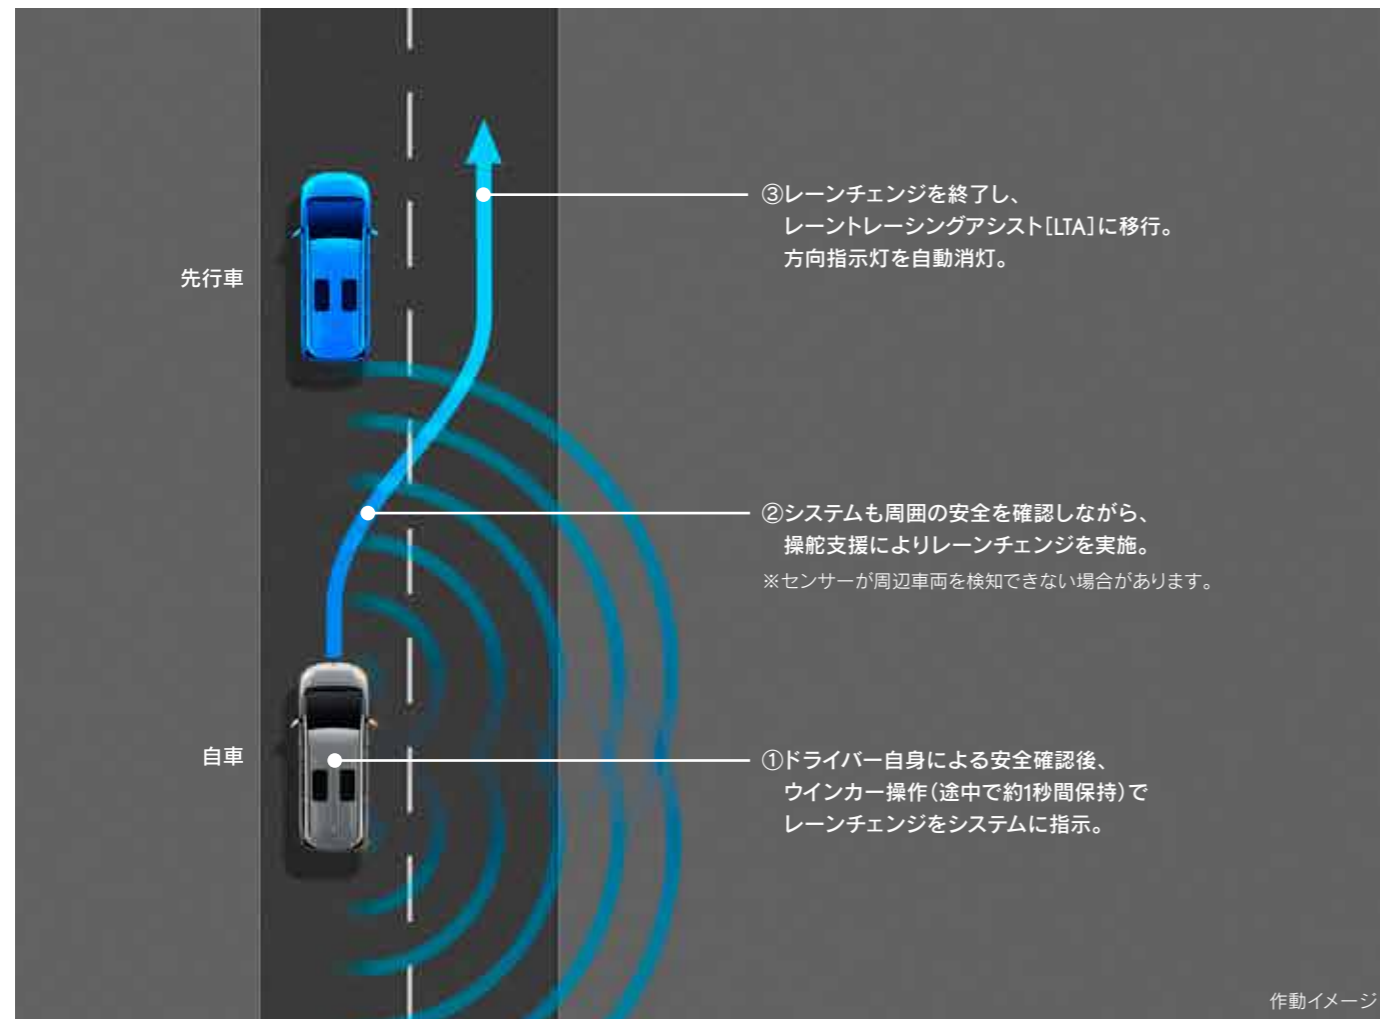 ③レーンチェンジを終了し、
レーントレーシングアシスト[LTA]に移行。
方向指示灯を自動消灯。
先行車
②システムも周囲の安全を確認しながら、
操舵支援によりレーンチェンジを実施。
※センサーが周辺車両を検知できない場合があります。
自車
①ドライバー自身による安全確認後、
ウインカー操作(途中で約1秒間保持)で
レーンチェンジをシステムに指示。
作動イメージ